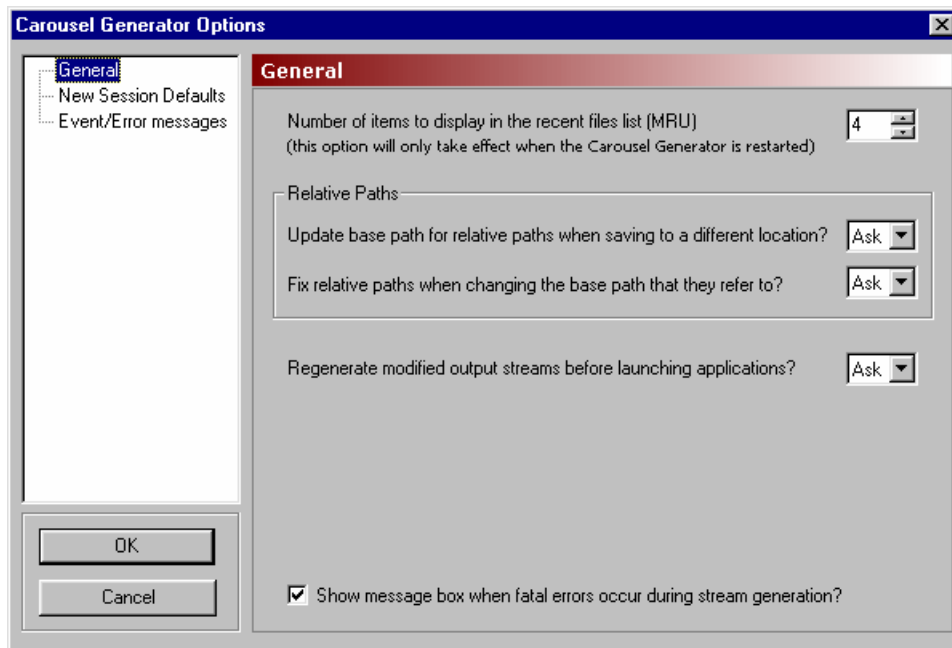 Carousel Generator Options
General
New Session Defaults
Event/Error messages
General
Number of items to display in the recent files list (MRU)
4
(this option will only take effect when the Carousel Generator is restarted)
Relative Paths
Update base path for relative paths when saving to a different location?
Ask
Fix relative paths when changing the base path that they refer to?
Ask
Regenerate modified output streams before launching applications?
Ask
OK
Cancel
Show message box when fatal errors occur during stream generation?